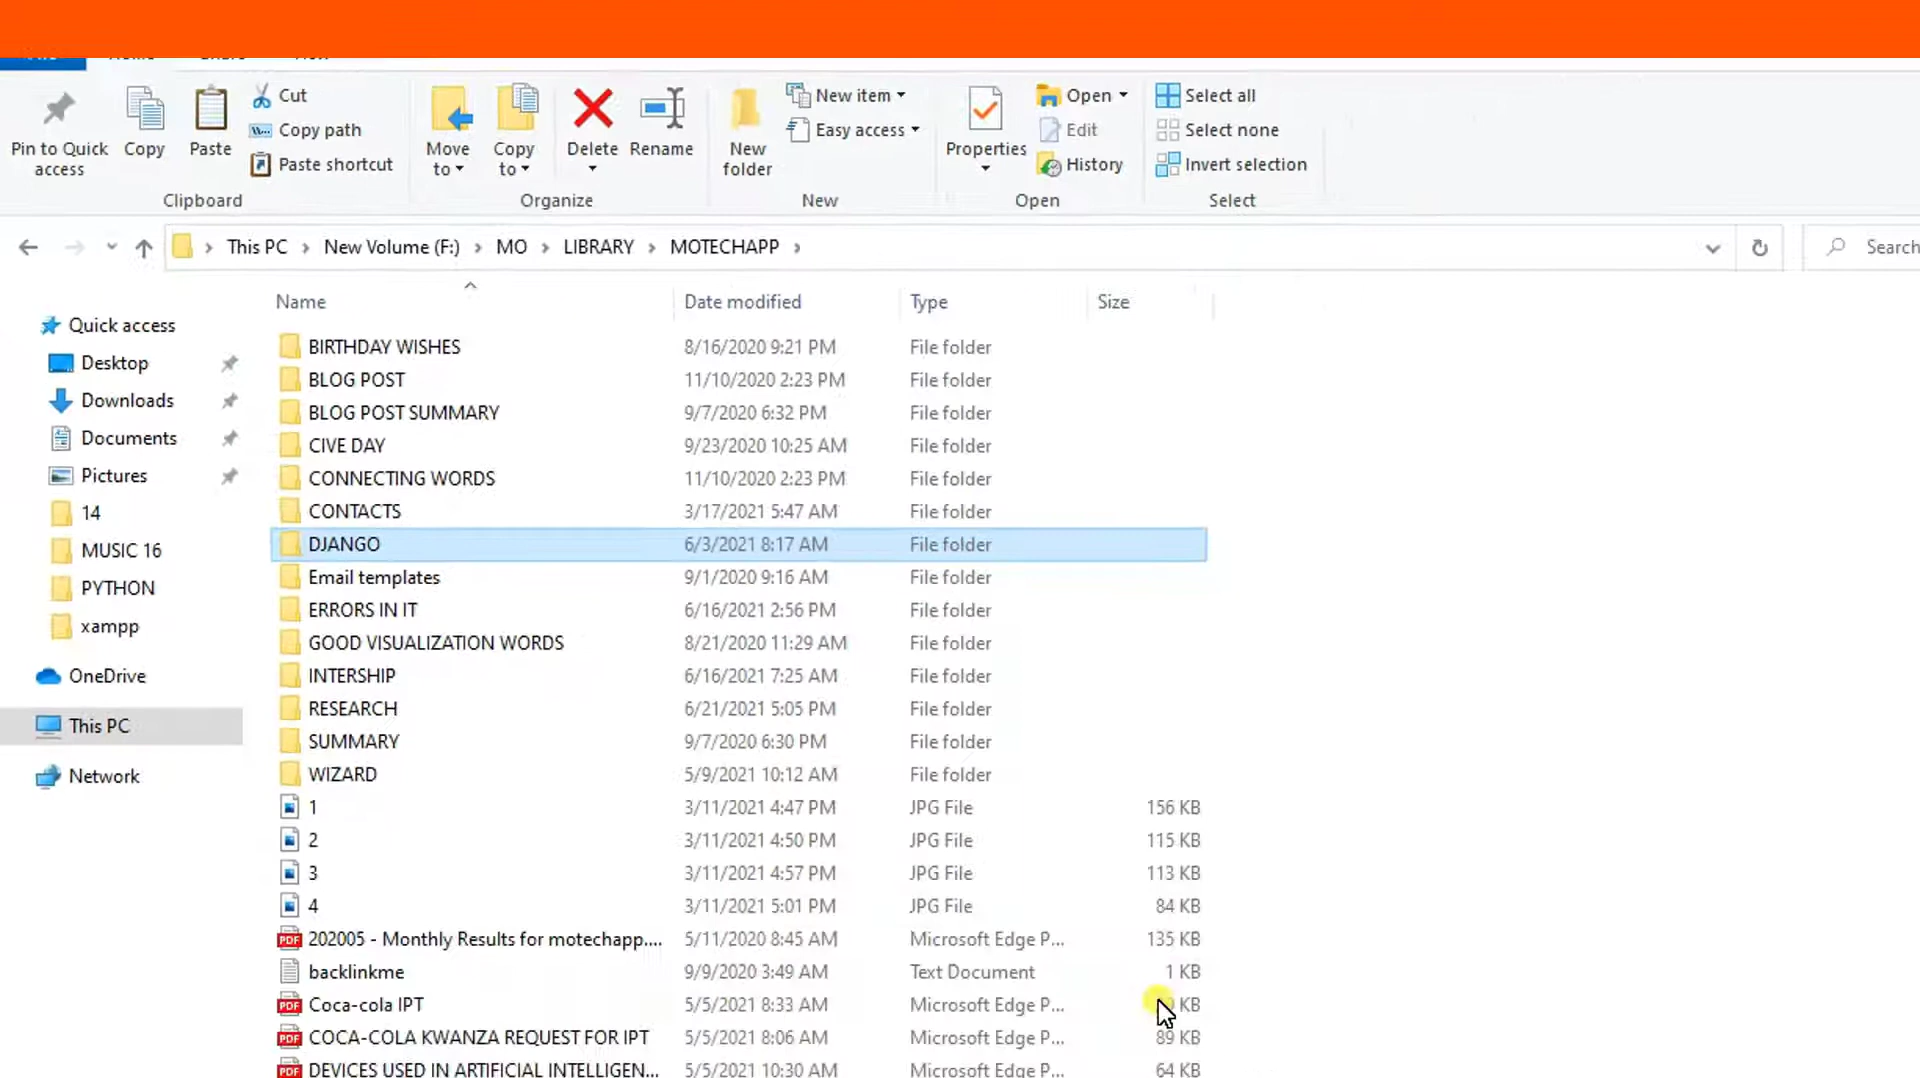 Pin to Quick access
Copy
Paste
Cut
Copy path
Paste shortcut
Clipboard
Move to
Copy to
Delete
Rename
Organize
New folder
New item
Easy access
New
Properties
Open
Edit
History
Open
Select all
Select none
Invert selection
Select
This PC > New Volume (F:) > MO > LIBRARY > MOTECHAPP >
Search
Quick access
Desktop
Downloads
Documents
Pictures
14
MUSIC 16
PYTHON
xampp
OneDrive
This PC
Network
Name Date modified Type Size
BIRTHDAY WISHES 8/16/2020 9:21 PM File folder
BLOG POST 11/10/2020 2:23 PM File folder
BLOG POST SUMMARY 9/7/2020 6:32 PM File folder
CIVE DAY 9/23/2020 10:25 AM File folder
CONNECTING WORDS 11/10/2020 2:23 PM File folder
CONTACTS 3/17/2021 5:47 AM File folder
DJANGO 6/3/2021 8:17 AM File folder
Email templates 9/1/2020 9:16 AM File folder
ERRORS IN IT 6/16/2021 2:56 PM File folder
GOOD VISUALIZATION WORDS 8/21/2020 11:29 AM File folder
INTERSHIP 6/16/2021 7:25 AM File folder
RESEARCH 6/21/2021 5:05 PM File folder
SUMMARY 9/7/2020 6:30 PM File folder
WIZARD 5/9/2021 10:12 AM File folder
1 3/11/2021 4:47 PM JPG File 156 KB
2 3/11/2021 4:50 PM JPG File 115 KB
3 3/11/2021 4:57 PM JPG File 113 KB
4 3/11/2021 5:01 PM JPG File 84 KB
202005 - Monthly Results for motechapp.... 5/11/2020 8:45 AM Microsoft Edge P... 135 KB
backlinkme 9/9/2020 3:49 AM Text Document 1 KB
Coca-cola IPT 5/5/2021 8:33 AM Microsoft Edge P... KB
COCA-COLA KWANZA REQUEST FOR IPT 5/5/2021 8:06 AM Microsoft Edge P... 89 KB
DEVICES USED IN ARTIFICIAL INTELLIGEN... 5/5/2021 10:30 AM Microsoft Edge P... 64 KB